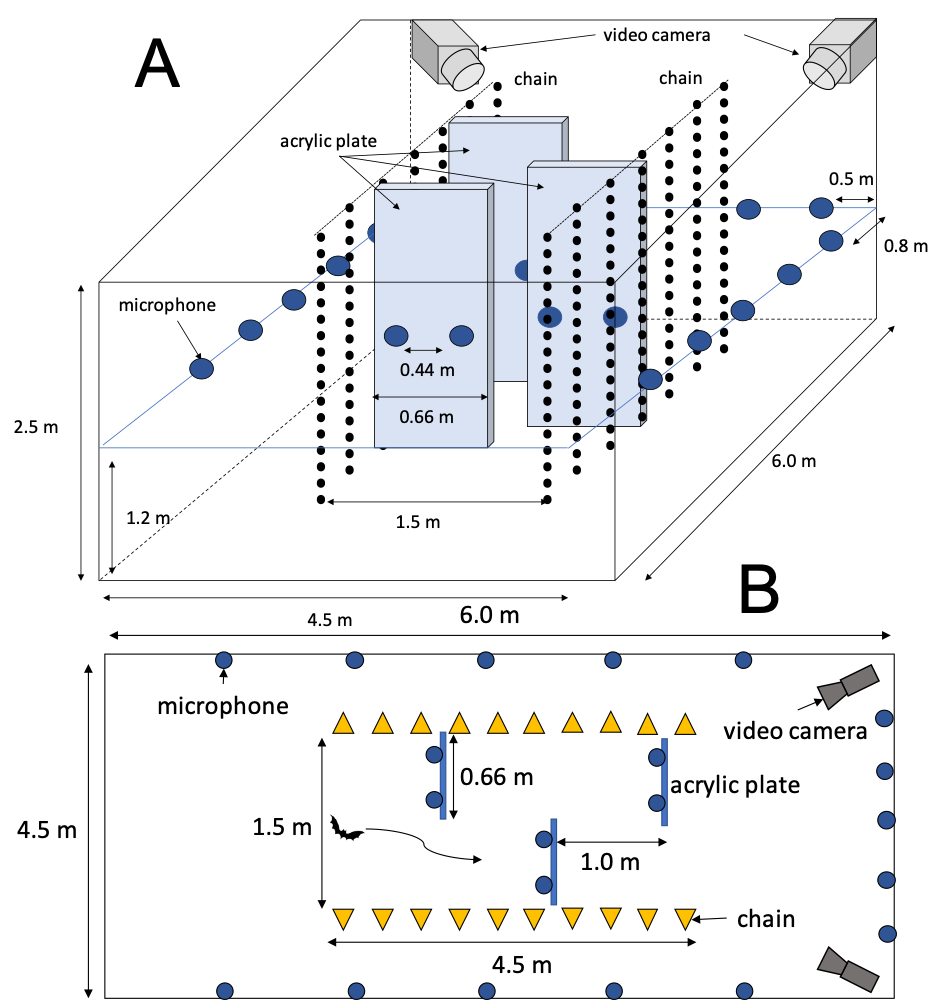 A
video camera
chain
chain
acrylic plate
0.5 m
0.8 m
microphone
0.44 m
0.66 m
2.5 m
6.0 m
1.2 m
1.5 m
4.5 m
B
6.0 m
microphone
video camera
0.66 m
acrylic plate
1.5 m
4.5 m
1.0 m
chain
4.5 m